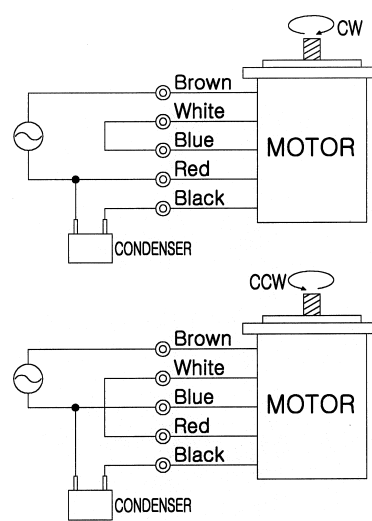 CW
Brown
White
Blue
Red
Black
MOTOR
CONDENSER
CCW
Brown
White
Blue
Red
Black
MOTOR
CONDENSER